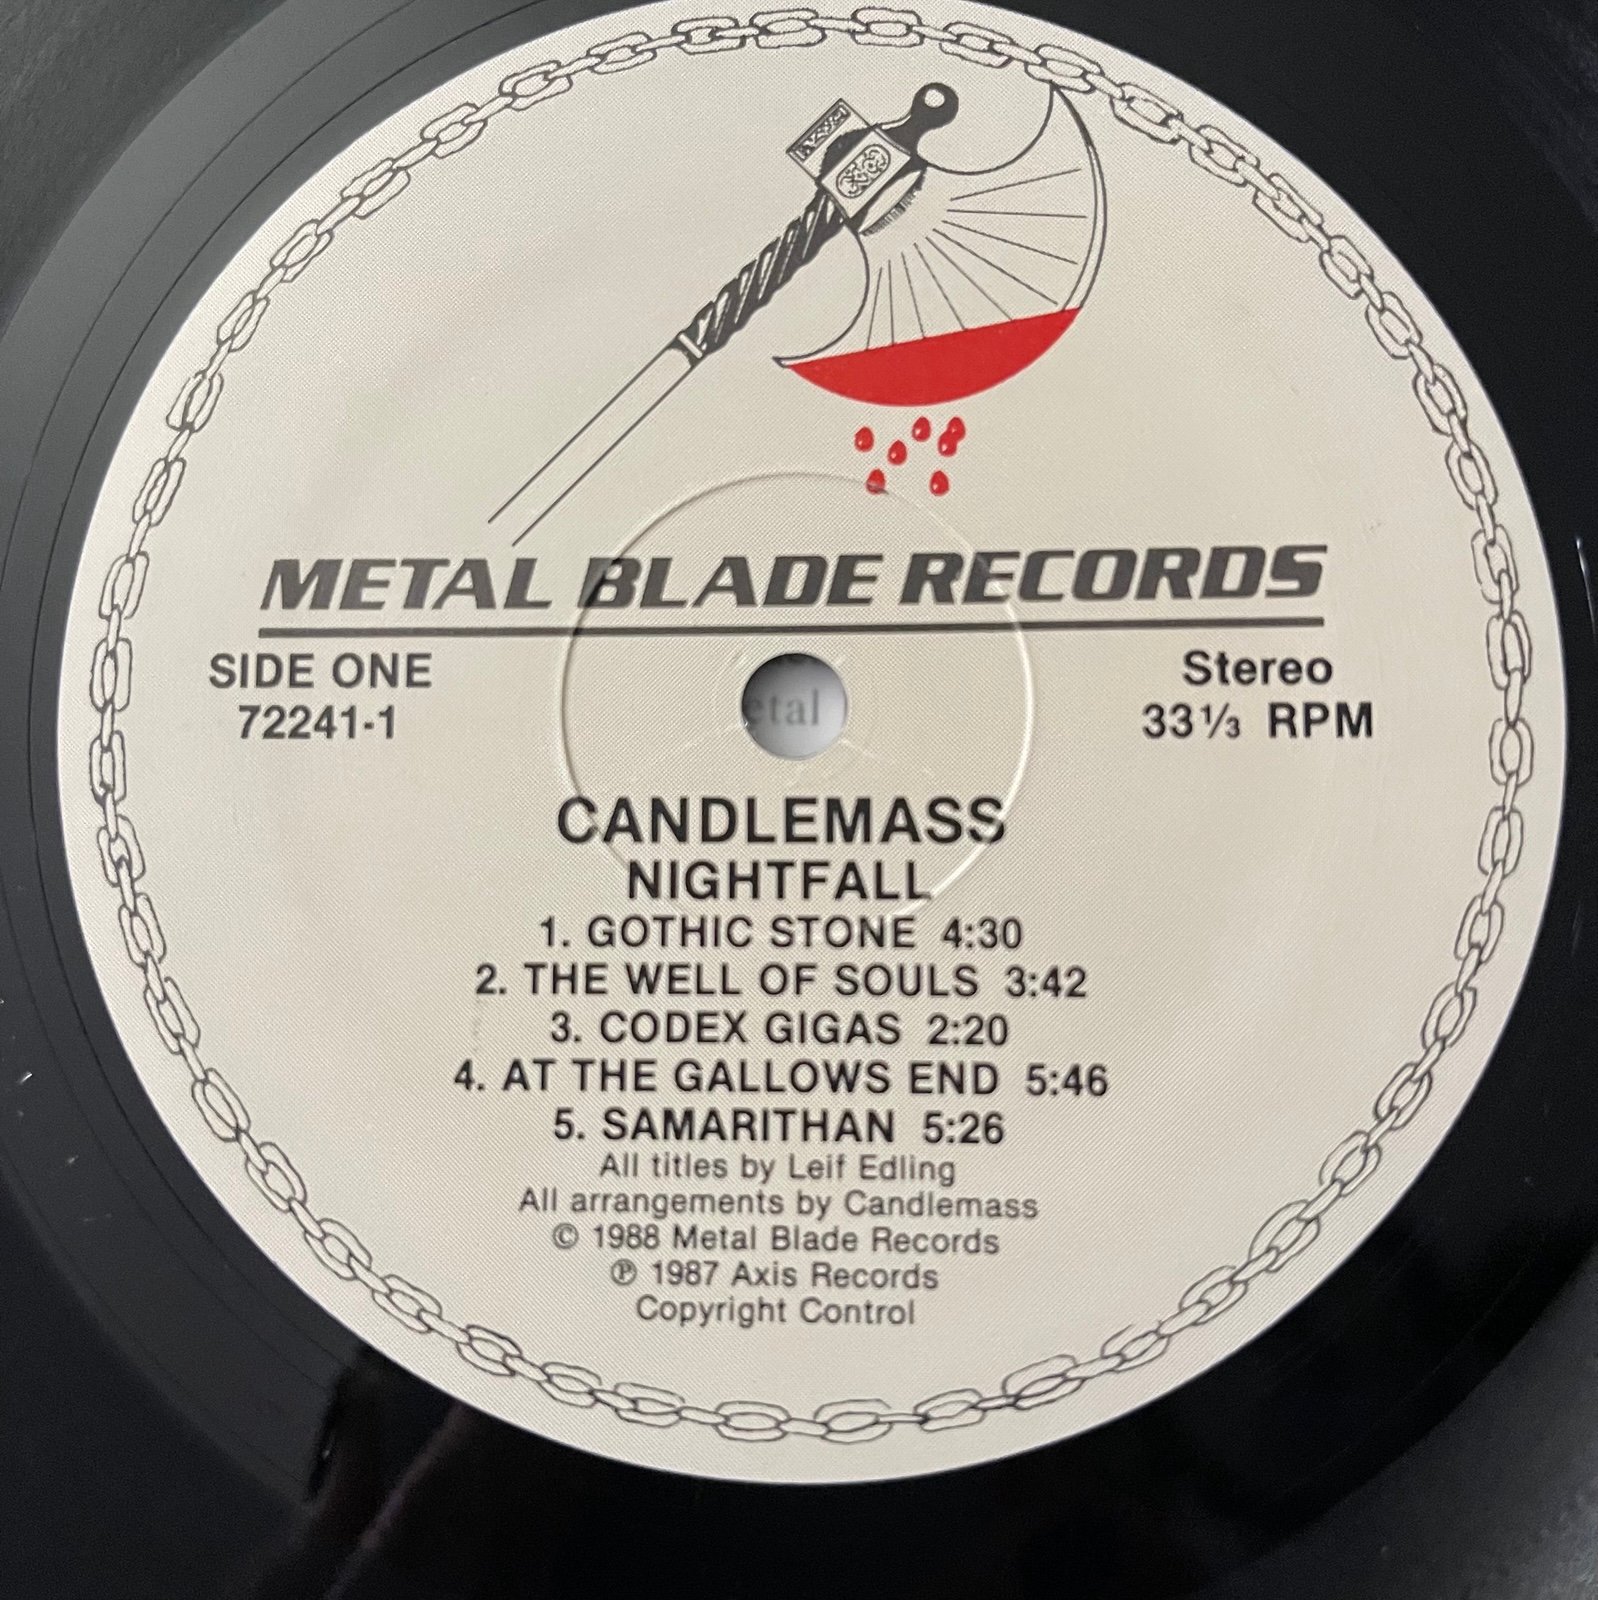 METAL BLADE RECORDS
SIDE ONE
72241-1
Stereo
33⅓ RPM
etal
CANDLEMASS
NIGHTFALL
1. GOTHIC STONE 4:30
2. THE WELL OF SOULS 3:42
3. CODEX GIGAS 2:20
4. AT THE GALLOWS END 5:46
5. SAMARITHAN 5:26
All titles by Leif Edling
All arrangements by Candlemass
© 1988 Metal Blade Records
℗ 1987 Axis Records
Copyright Control